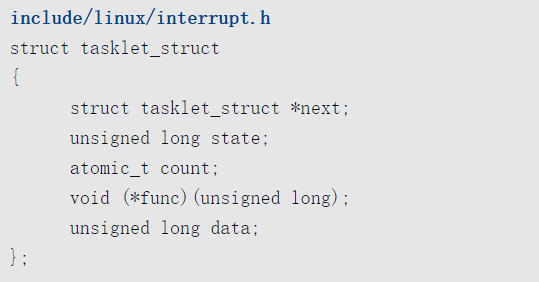 include/linux/interrupt.h
struct tasklet_struct
{
struct tasklet_struct *next;
unsigned long state;
atomic_t count;
void (*func)(unsigned long);
unsigned long data;
};